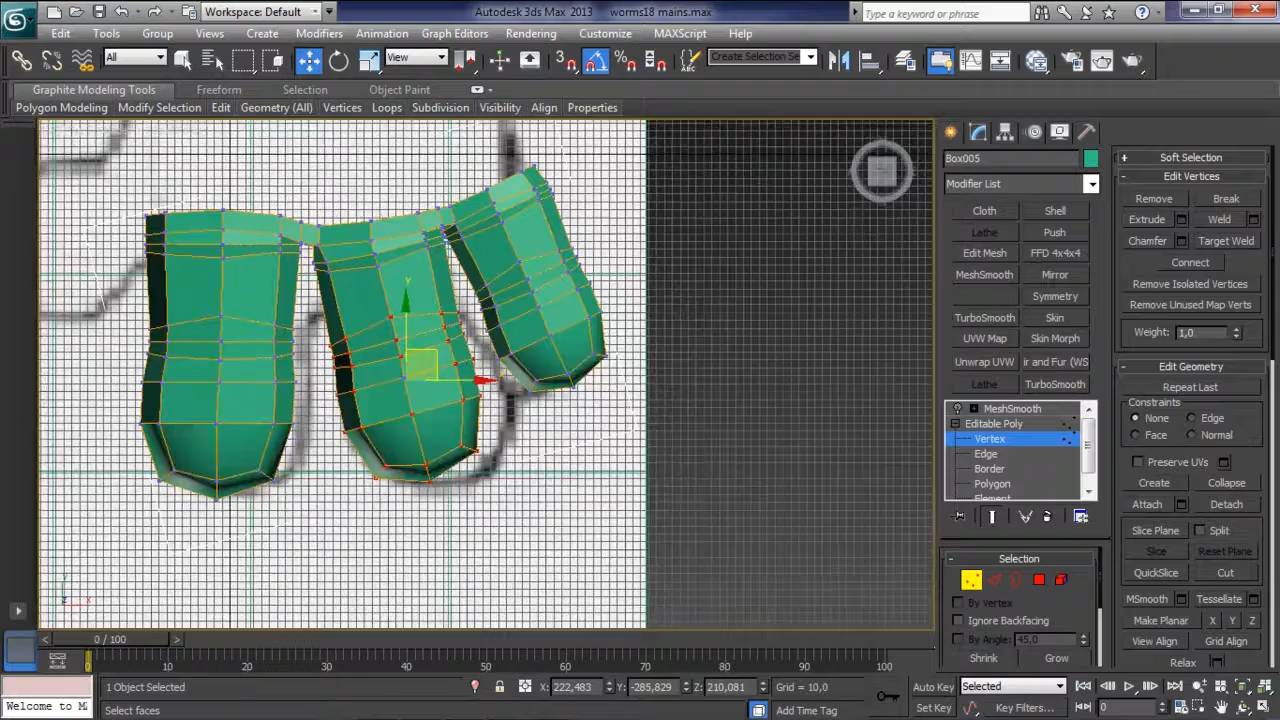 Workspace: Default
Autodesk 3ds Max 2013
worms18 mains.max
Type a keyword or phrase
Edit Tools Group Views Create Modifiers Animation Graph Editors Rendering Customize MAXScript Help
All
View
Create Selection Se
Graphite Modeling Tools Freeform Selection Object Paint
Polygon Modeling Modify Selection Edit Geometry (All) Vertices Loops Subdivision Visibility Align Properties
Box005
Modifier List
Cloth Shell
Lathe Push
Edit Mesh FFD 4x4x4
MeshSmooth Mirror
Symmetry
TurboSmooth Skin
UVW Map Skin Morph
Unwrap UVW ir and Fur (WS
Lathe TurboSmooth
MeshSmooth
Editable Poly
Vertex
Edge
Border
Polygon
Element
Selection
By Vertex
Ignore Backfacing
By Angle: 45,0
Shrink Grow
Soft Selection
Edit Vertices
Remove Break
Extrude Weld
Chamfer Target Weld
Connect
Remove Isolated Vertices
Remove Unused Map Verts
Weight: 1,0
Edit Geometry
Repeat Last
Constraints
None Edge
Face Normal
Preserve UVs
Create Collapse
Attach Detach
Slice Plane Split
Slice Reset Plane
QuickSlice Cut
MSmooth Tessellate
Make Planar X Y Z
View Align Grid Align
Relax
y
x
y
z x
0 / 100
0 10 20 30 40 50 60 70 80 90 100
1 Object Selected X: 222,483 Y: -285,829 Z: 210,081 Grid = 10,0 Auto Key Selected
Welcome to M Select faces Add Time Tag Set Key Key Filters... 0